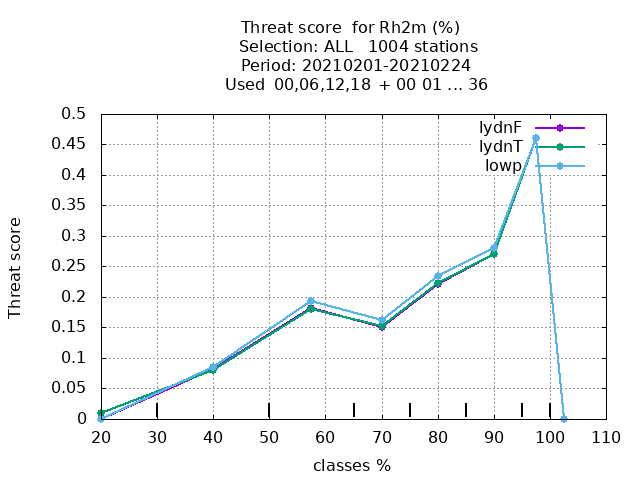 Threat score for Rh2m (%)
Selection: ALL 1004 stations
Period: 20210201-20210224
Used 00,06,12,18 + 00 01 ... 36
0.5
0.45
0.4
0.35
0.3
0.25
0.2
0.15
0.1
0.05
0
Threat score
lydnF
lydnT
lowp
20 30 40 50 60 70 80 90 100 110
classes %